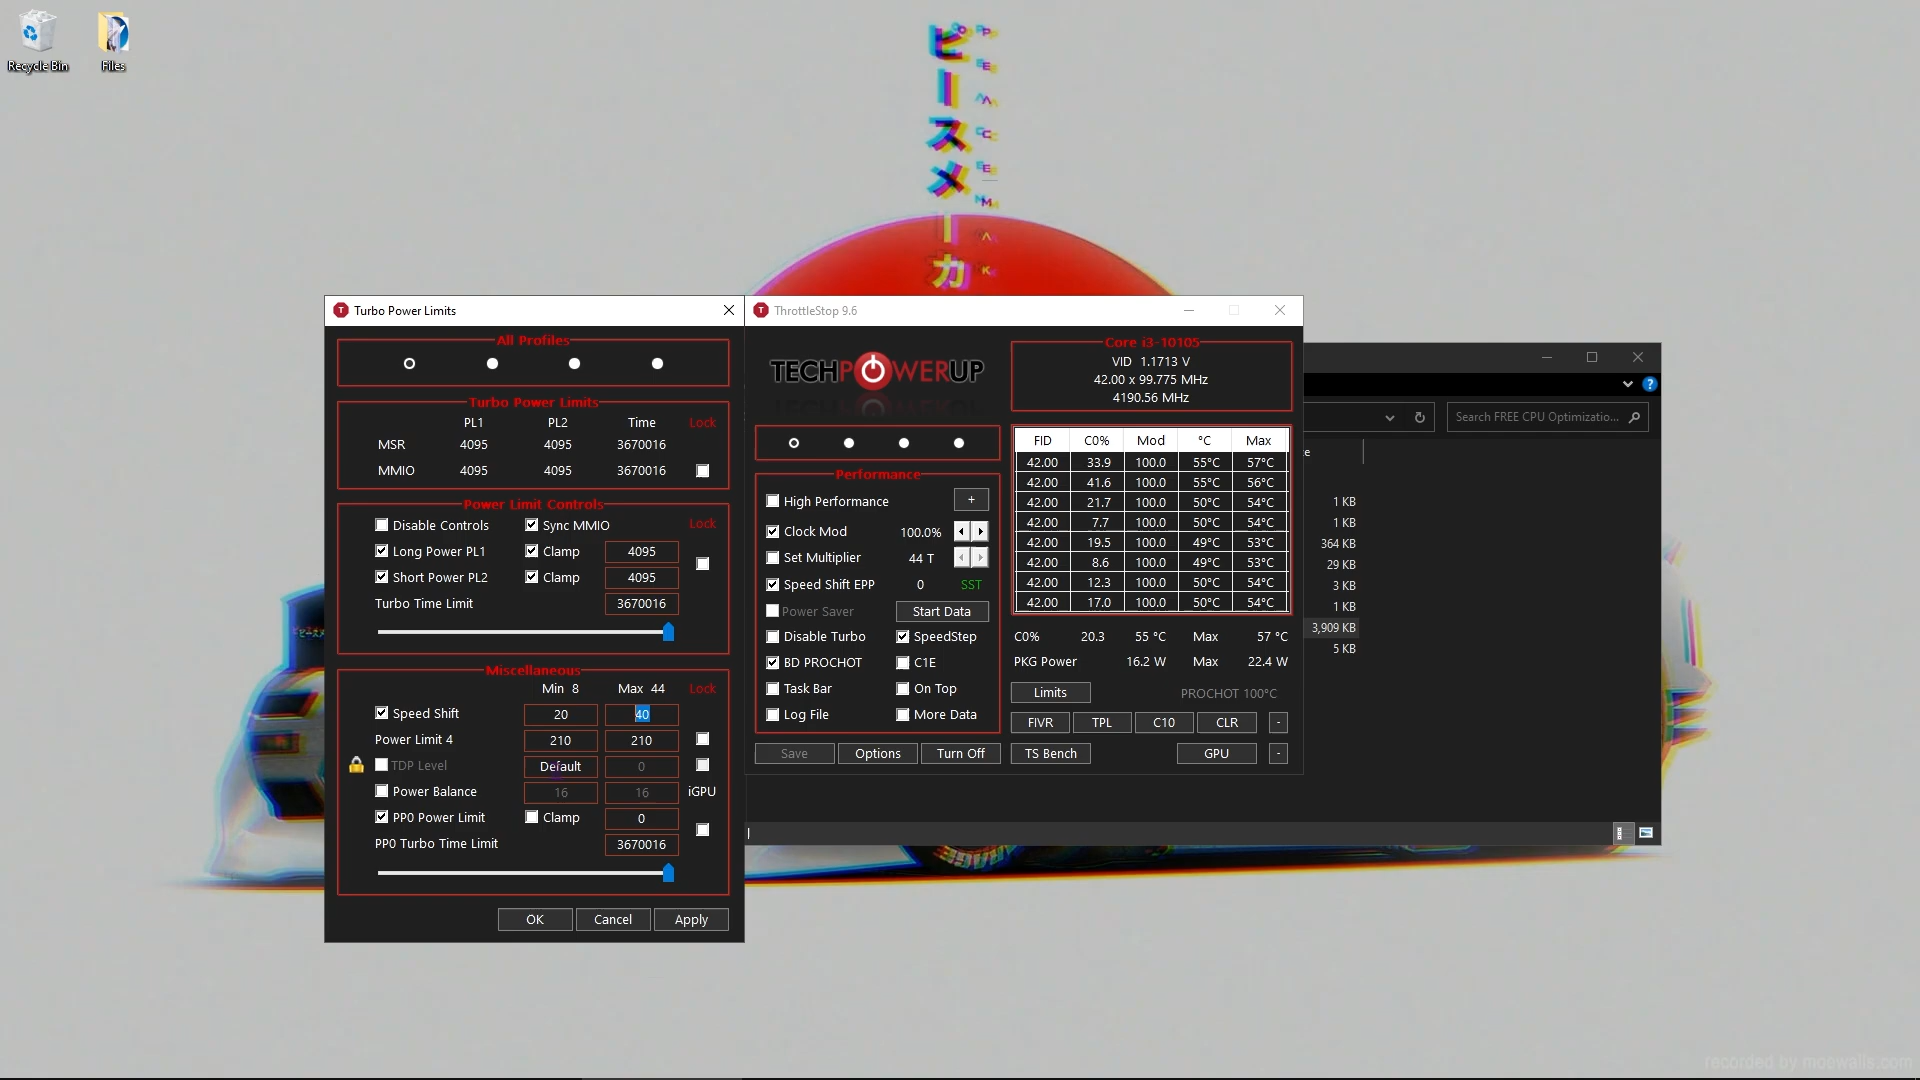 Recycle Bin
Files
ピースメーカ
PEACEMAK
Turbo Power Limits
All Profiles
Turbo Power Limits
PL1 PL2 Time Lock
MSR 4095 4095 3670016
MMIO 4095 4095 3670016
Power Limit Controls
Disable Controls Sync MMIO Lock
Long Power PL1 Clamp 4095
Short Power PL2 Clamp 4095
Turbo Time Limit 3670016
Miscellaneous
Min 8 Max 44 Lock
Speed Shift 20 40
Power Limit 4 210 210
TDP Level Default 0
Power Balance 16 16 iGPU
PP0 Power Limit Clamp 0
PP0 Turbo Time Limit 3670016
OK Cancel Apply
ThrottleStop 9.6
TECHPOWERUP
Performance
High Performance +
Clock Mod 100.0%
Set Multiplier 44 T
Speed Shift EPP 0 SST
Power Saver Start Data
Disable Turbo SpeedStep
BD PROCHOT C1E
Task Bar On Top
Log File More Data
Save Options Turn Off
Core i3-10105
VID 1.1713 V
42.00 x 99.775 MHz
4190.56 MHz
FID C0% Mod °C Max
42.00 33.9 100.0 55°C 57°C
42.00 41.6 100.0 55°C 56°C
42.00 21.7 100.0 50°C 54°C
42.00 7.7 100.0 50°C 54°C
42.00 19.5 100.0 49°C 53°C
42.00 8.6 100.0 49°C 53°C
42.00 12.3 100.0 50°C 54°C
42.00 17.0 100.0 50°C 54°C
C0% 20.3 55 °C Max 57 °C
PKG Power 16.2 W Max 22.4 W
Limits PROCHOT 100°C
FIVR TPL C10 CLR -
TS Bench GPU -
?
Search FREE CPU Optimizatio...
e
1 KB
1 KB
364 KB
29 KB
3 KB
1 KB
3,909 KB
5 KB
recorded by moewalls.com